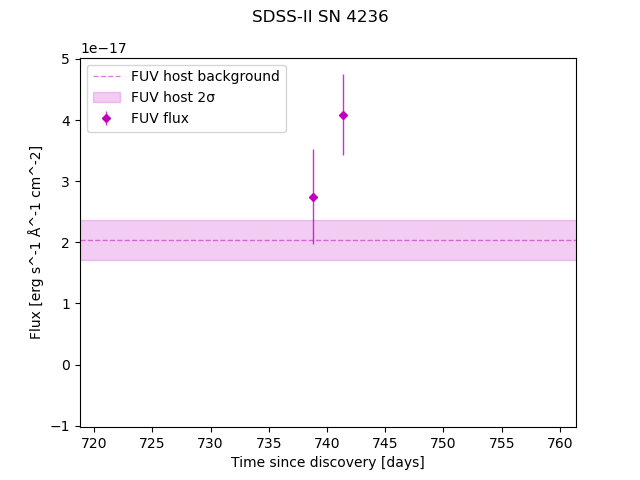 SDSS-II SN 4236
1e−17
FUV host background
FUV host 2σ
FUV flux
5
4
3
2
1
0
−1
Flux [erg s^-1 Å^-1 cm^-2]
720 725 730 735 740 745 750 755 760
Time since discovery [days]